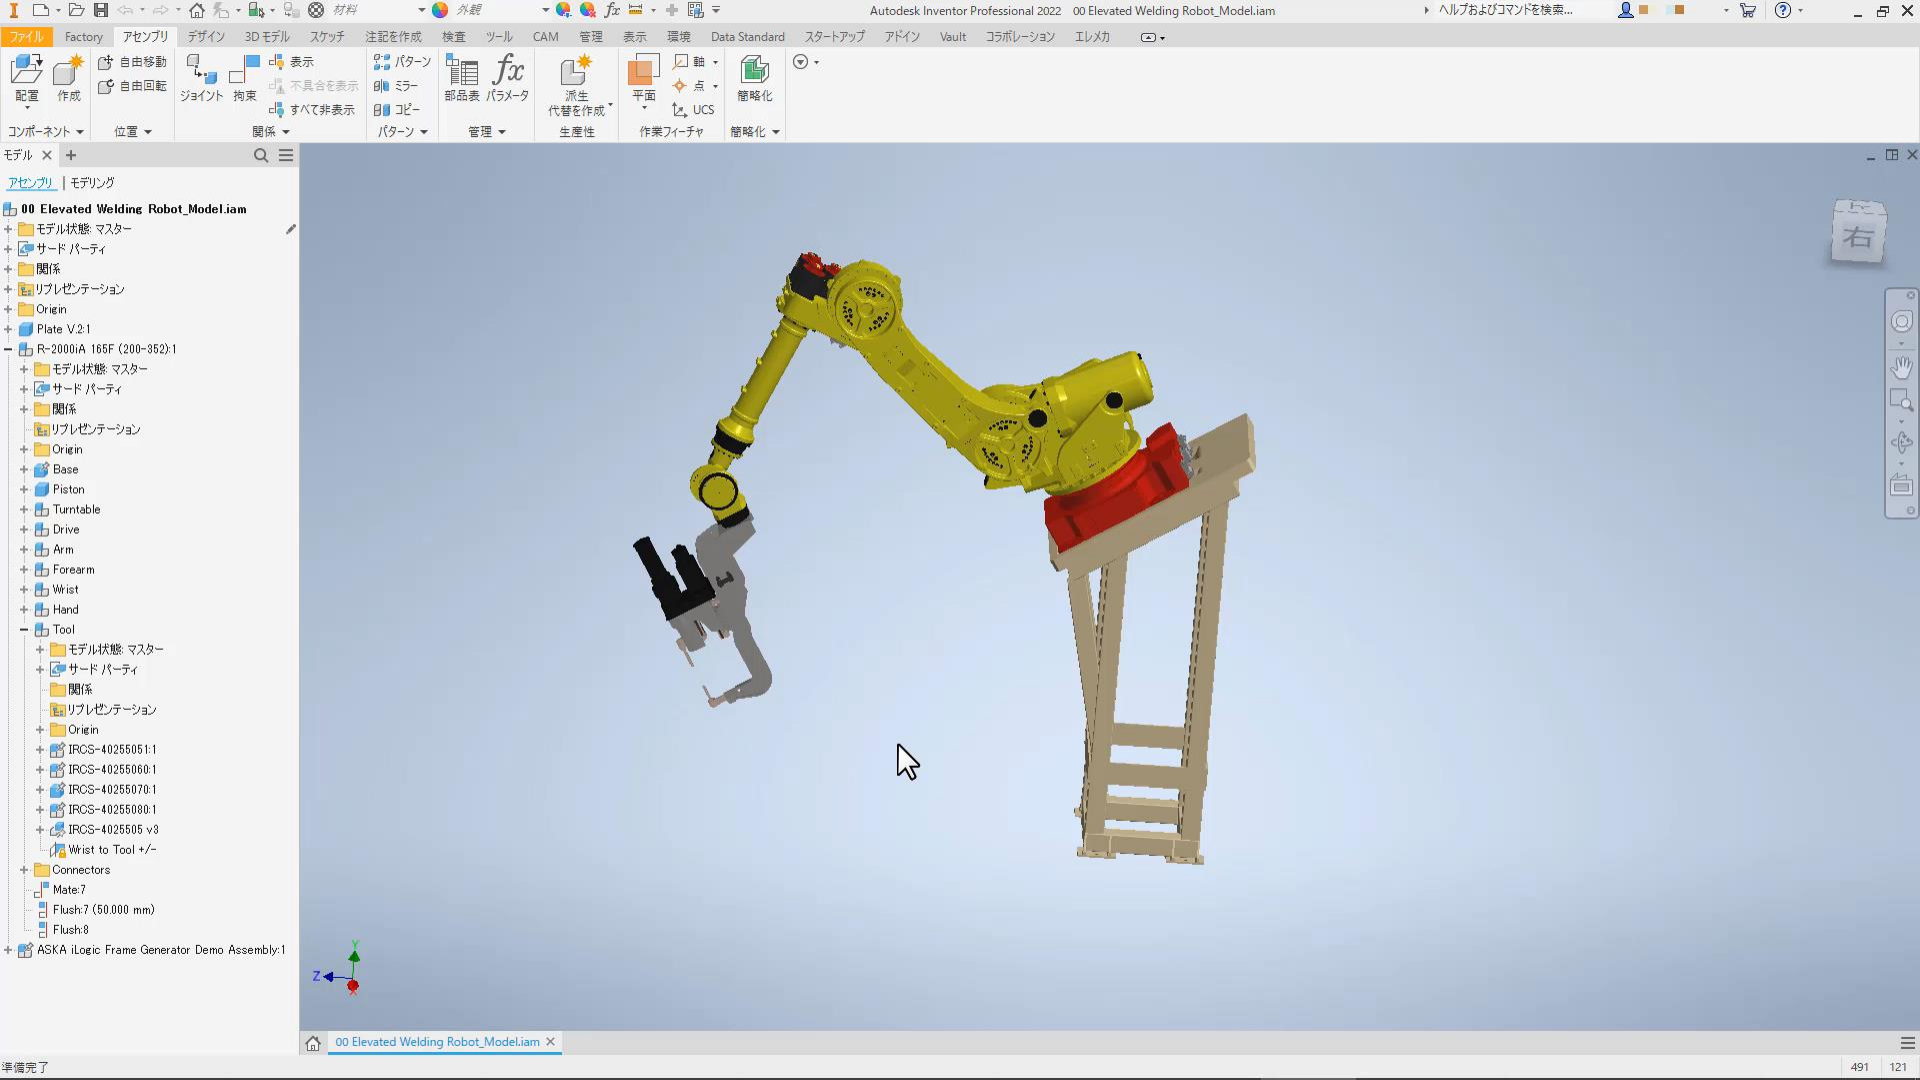 材料
外観
Autodesk Inventor Professional 2022 00 Elevated Welding Robot_Model.iam
ヘルプおよびコマンドを検索...
ファイル Factory アセンブリ デザイン 3D モデル スケッチ 注記を作成 検査 ツール CAM 管理 表示 環境 Data Standard スタートアップ アドイン Vault コラボレーション エレメカ
配置
作成
自由移動
自由回転
ジョイント
拘束
表示
不具合を表示
すべて非表示
パターン
ミラー
コピー
部品表
パラメータ
派生
代替を作成
平面
軸
点
UCS
簡略化
コンポーネント 位置 関係 パターン 管理 生産性 作業フィーチャ 簡略化
モデル
アセンブリ モデリング
00 Elevated Welding Robot_Model.iam
モデル状態: マスター
サード パーティ
関係
リプレゼンテーション
Origin
Plate V.2:1
R-2000iA 165F (200-352):1
モデル状態: マスター
サード パーティ
関係
リプレゼンテーション
Origin
Base
Piston
Turntable
Drive
Arm
Forearm
Wrist
Hand
Tool
モデル状態: マスター
サード パーティ
関係
リプレゼンテーション
Origin
IRCS-40255051:1
IRCS-40255060:1
IRCS-40255070:1
IRCS-40255080:1
IRCS-4025505 v3
Wrist to Tool +/-
Connectors
Mate:7
Flush:7 (50.000 mm)
Flush:8
ASKA iLogic Frame Generator Demo Assembly:1
右
Y
Z
X
00 Elevated Welding Robot_Model.iam
準備完了
491 121